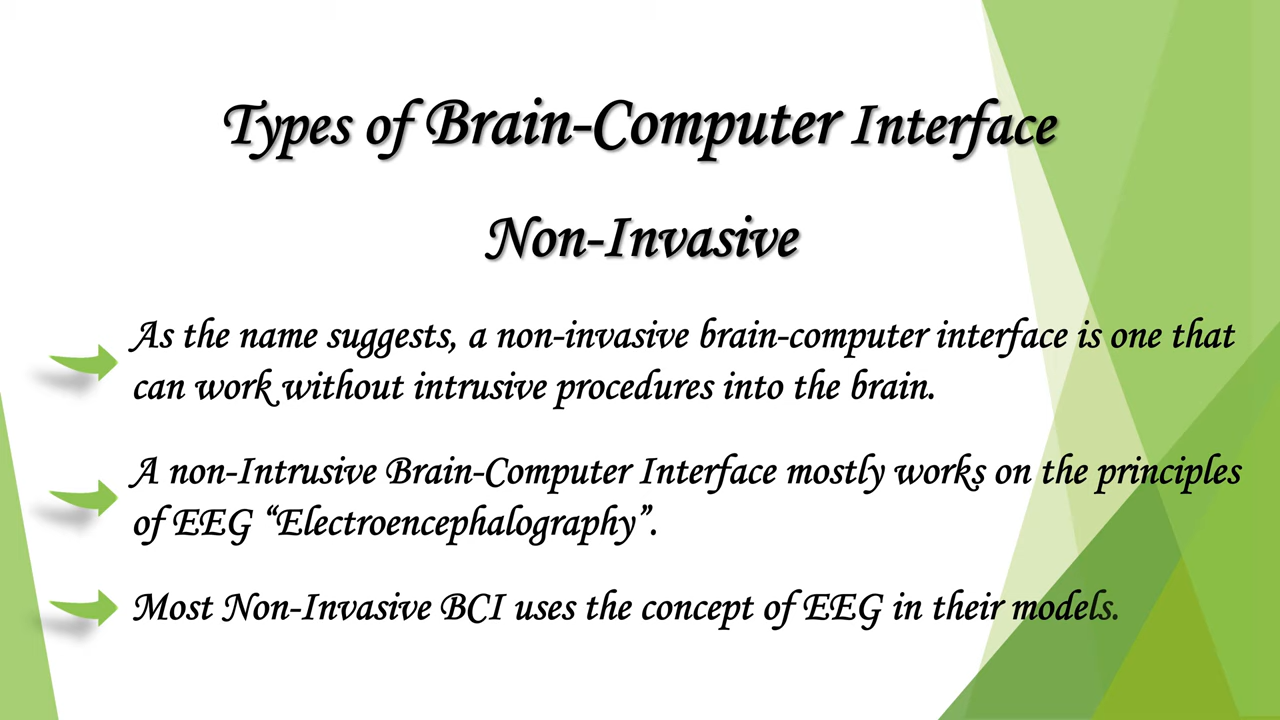 Types of Brain-Computer Interface
Non-Invasive
As the name suggests, a non-invasive brain-computer interface is one that
can work without intrusive procedures into the brain.
A non-Intrusive Brain-Computer Interface mostly works on the principles
of EEG “Electroencephalography”.
Most Non-Invasive BCI uses the concept of EEG in their models.